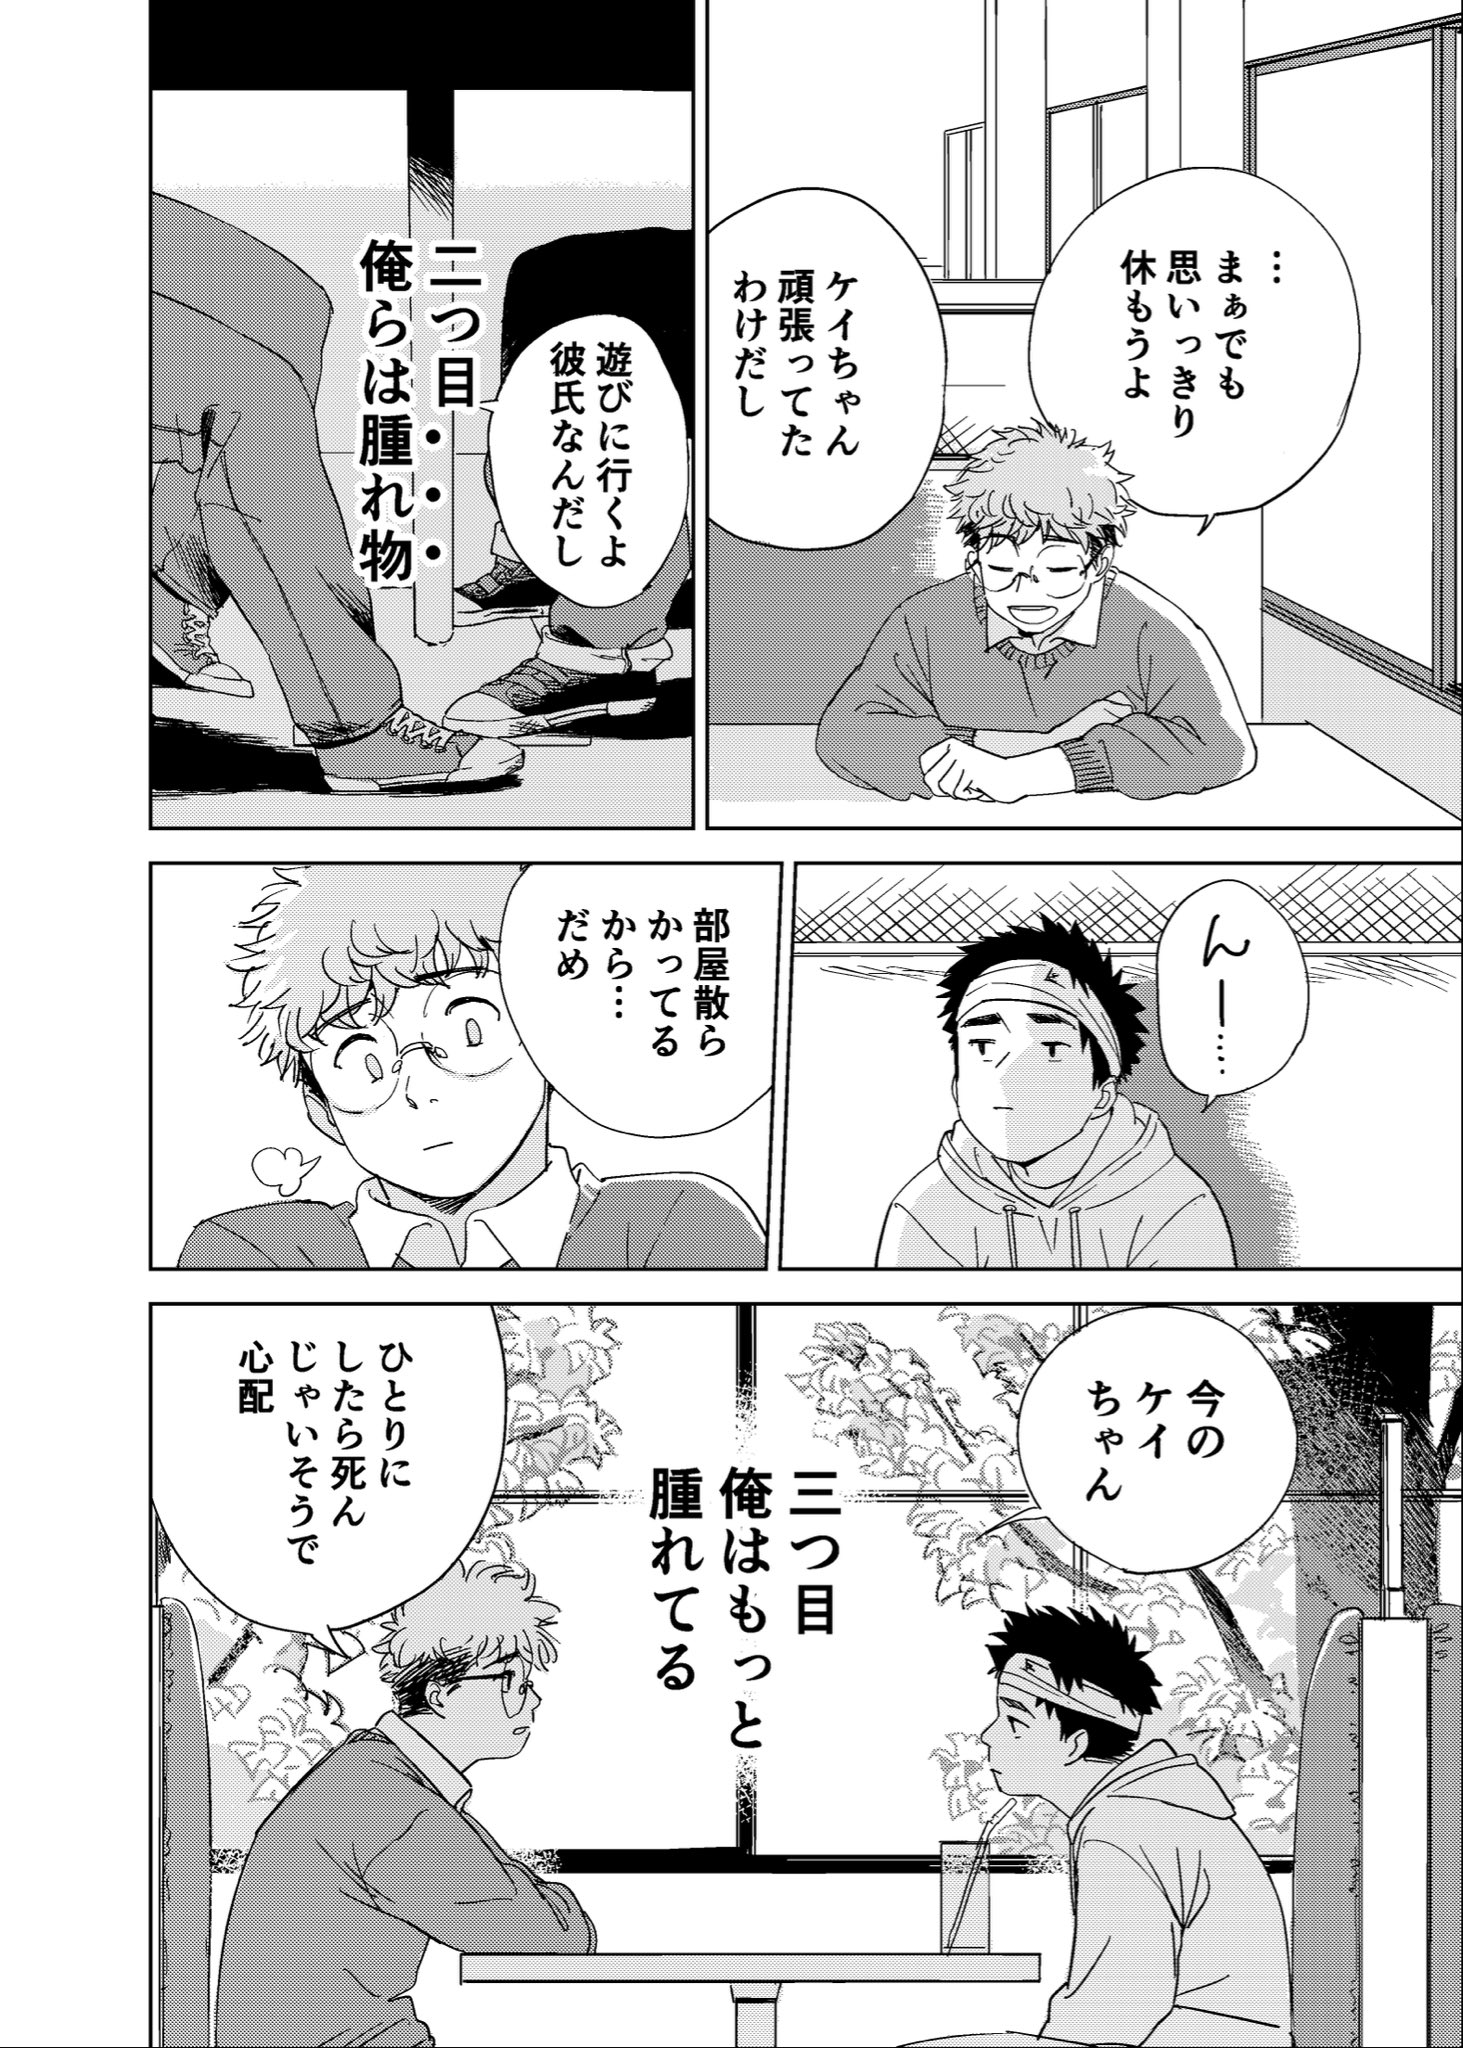 …
まぁでも
思いっきり
休もうよ
ケイちゃん
頑張ってた
わけだし
遊びに行くよ
彼氏なんだし
二つ目
俺らは腫れ物
んー……
部屋散ら
かってる
から…
だめ
今の
ケイ
ちゃん
三つ目
俺はもっと
腫れてる
ひとりに
したら死ん
じゃいそうで
心配